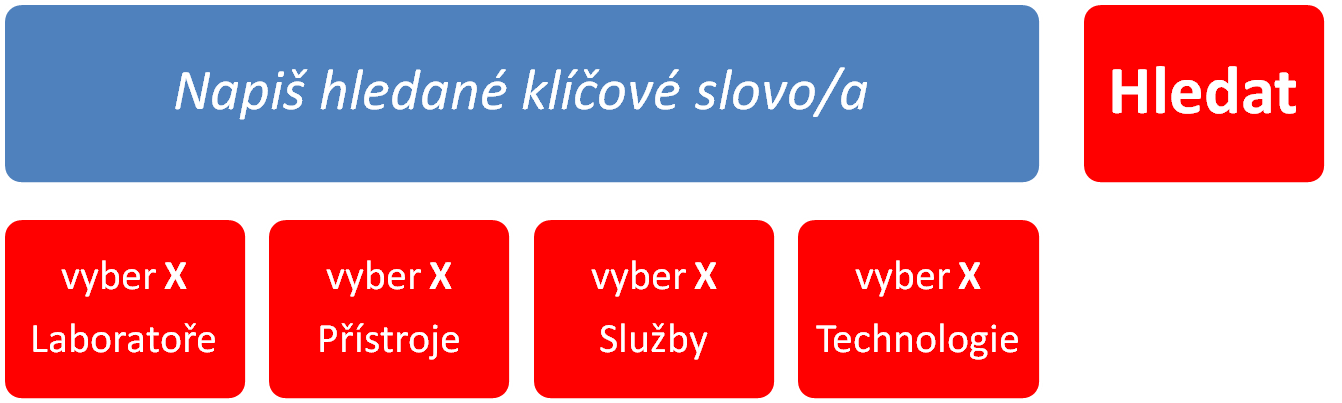 Napiš hledané klíčové slovo/a
Hledat
vyber X
Laboratoře
vyber X
Přístroje
vyber X
Služby
vyber X
Technologie